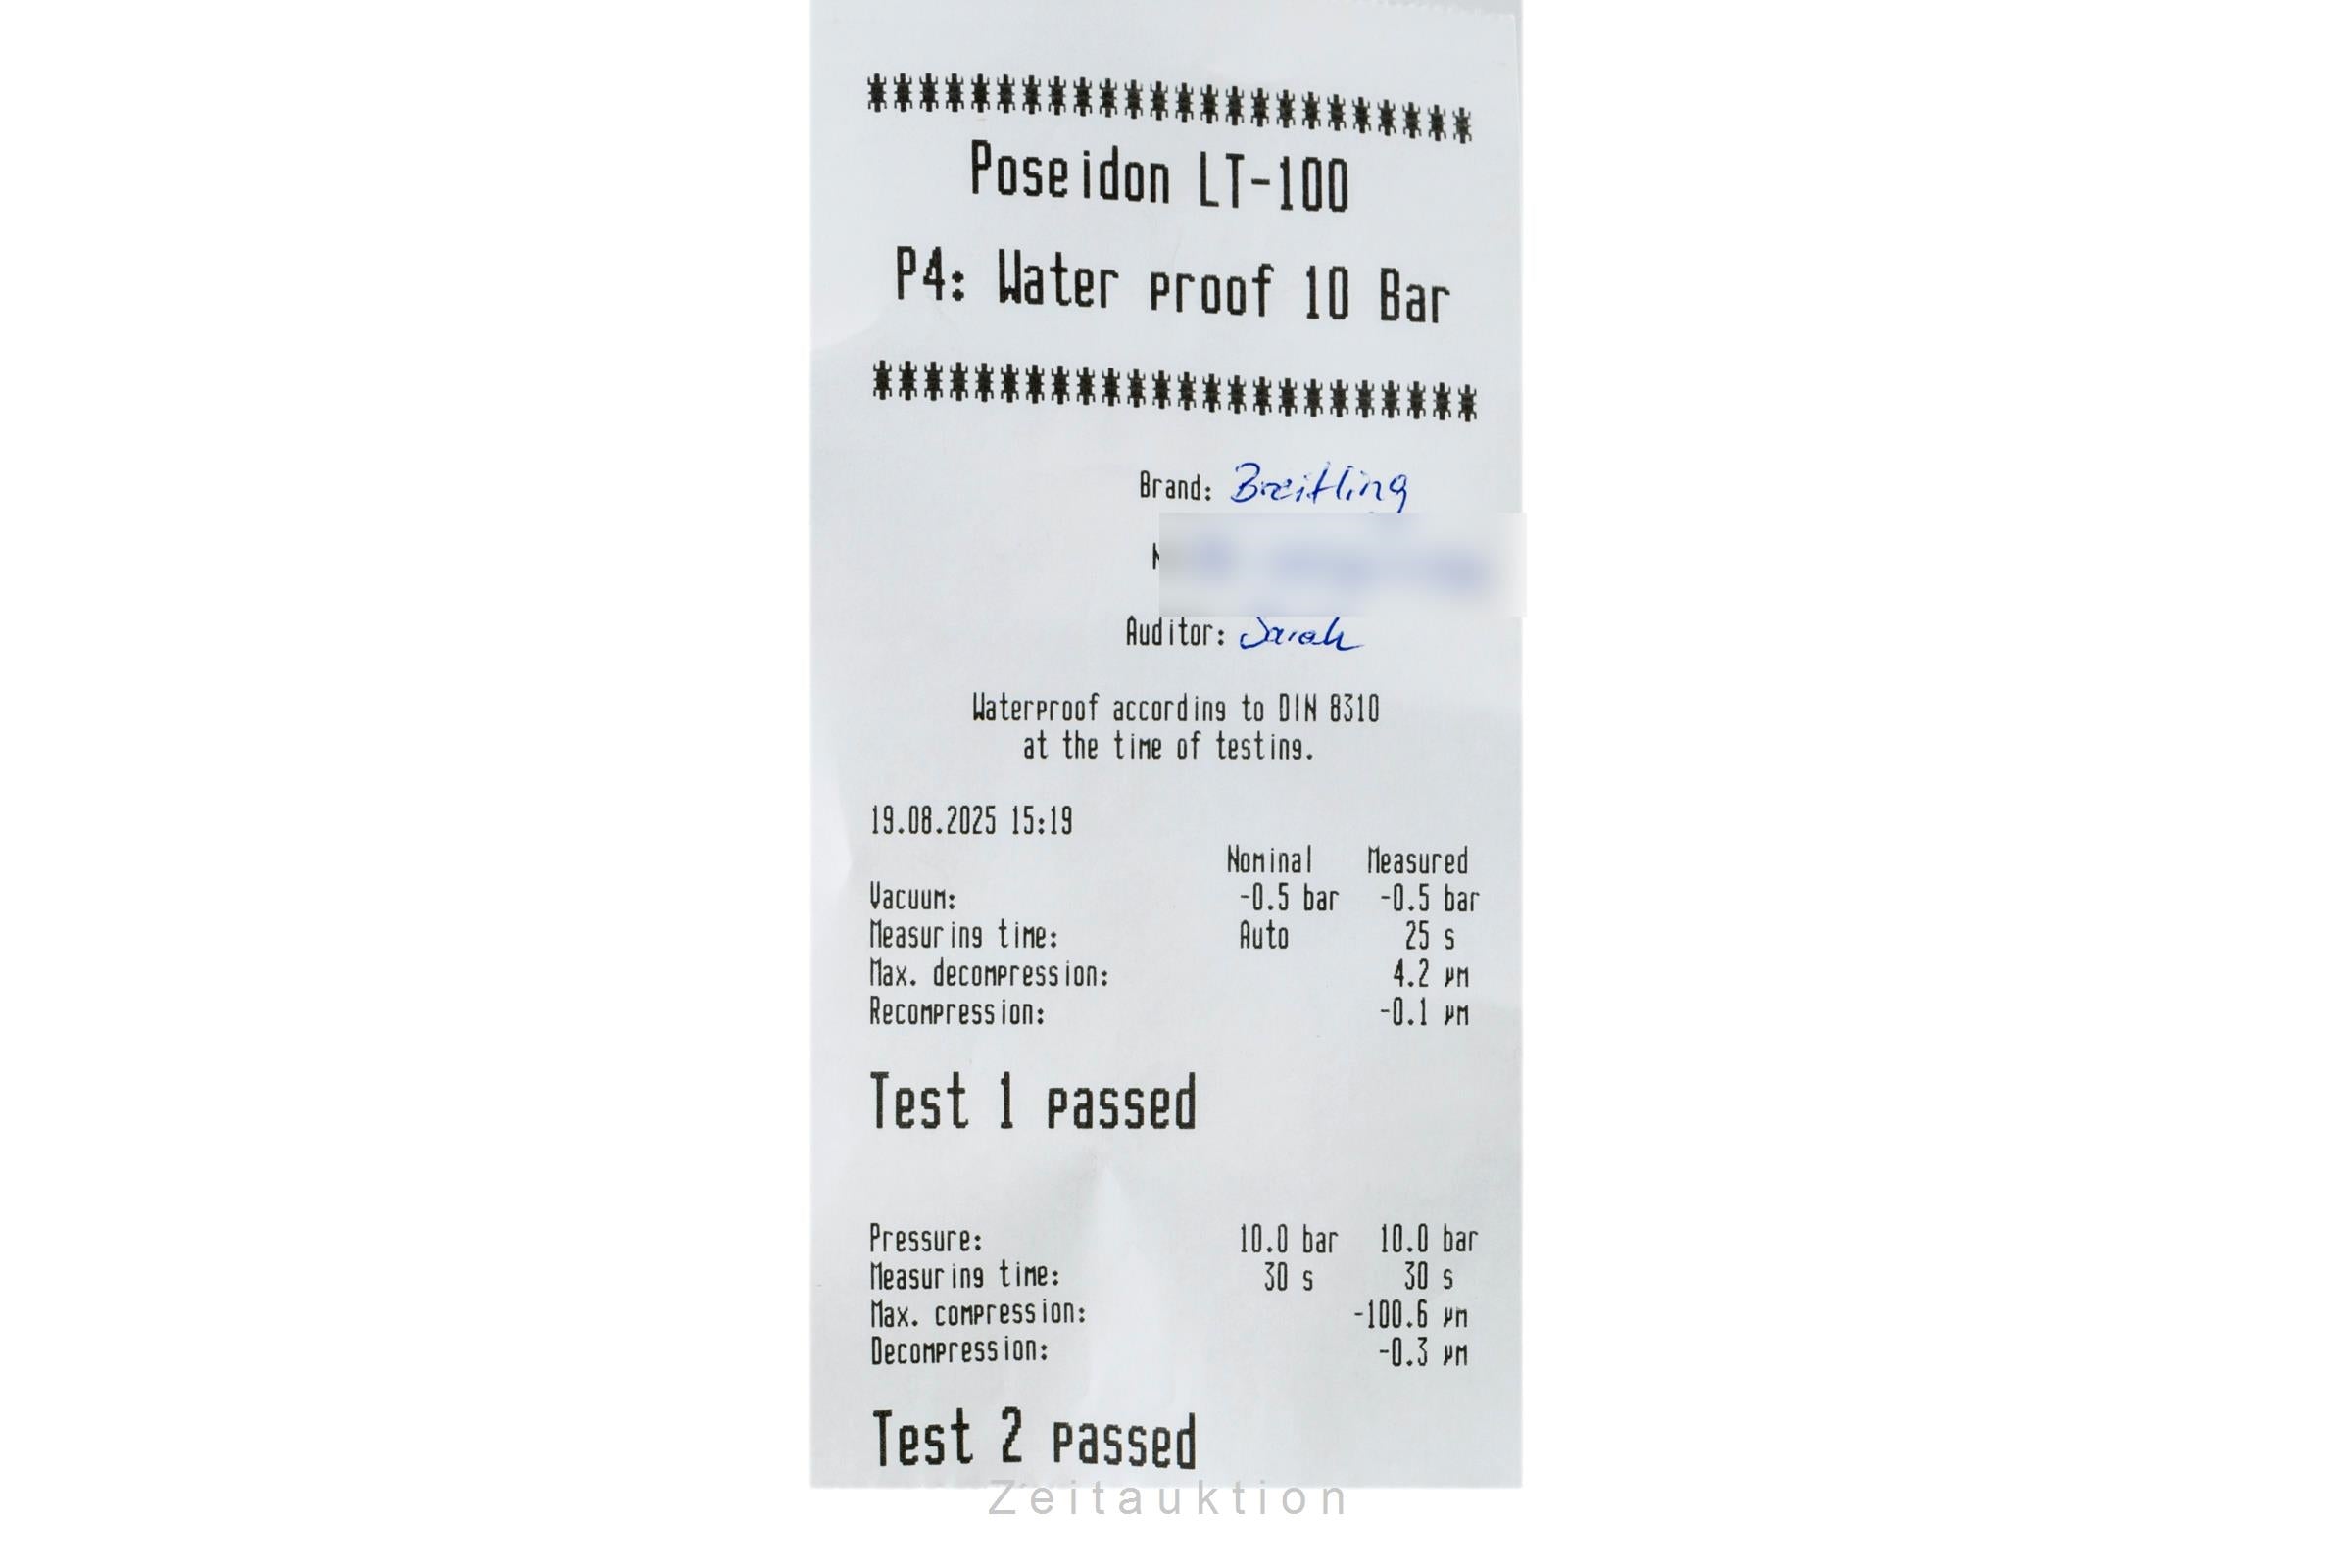 ************************
Poseidon LT-100
P4: Water proof 10 Bar
************************
Brand: Breitling
Auditor: Sarah
Waterproof according to DIN 8310
at the time of testing.
19.08.2025 15:19
Nominal Measured
Vacuum: -0.5 bar -0.5 bar
Measuring time: Auto 25 s
Max. decompression: 4.2 µm
Recompression: -0.1 µm
Test 1 passed
Pressure: 10.0 bar 10.0 bar
Measuring time: 30 s 30 s
Max. compression: -100.6 µm
Decompression: -0.3 µm
Test 2 passed
Zeitauktion